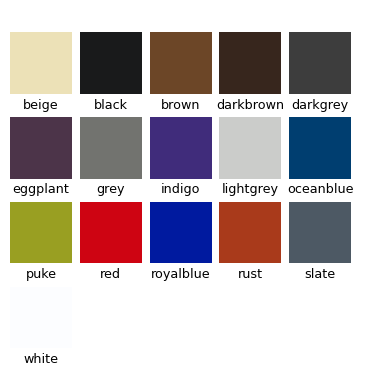 beige black brown darkbrown darkgrey
eggplant grey indigo lightgrey oceanblue
puke red royalblue rust slate
white